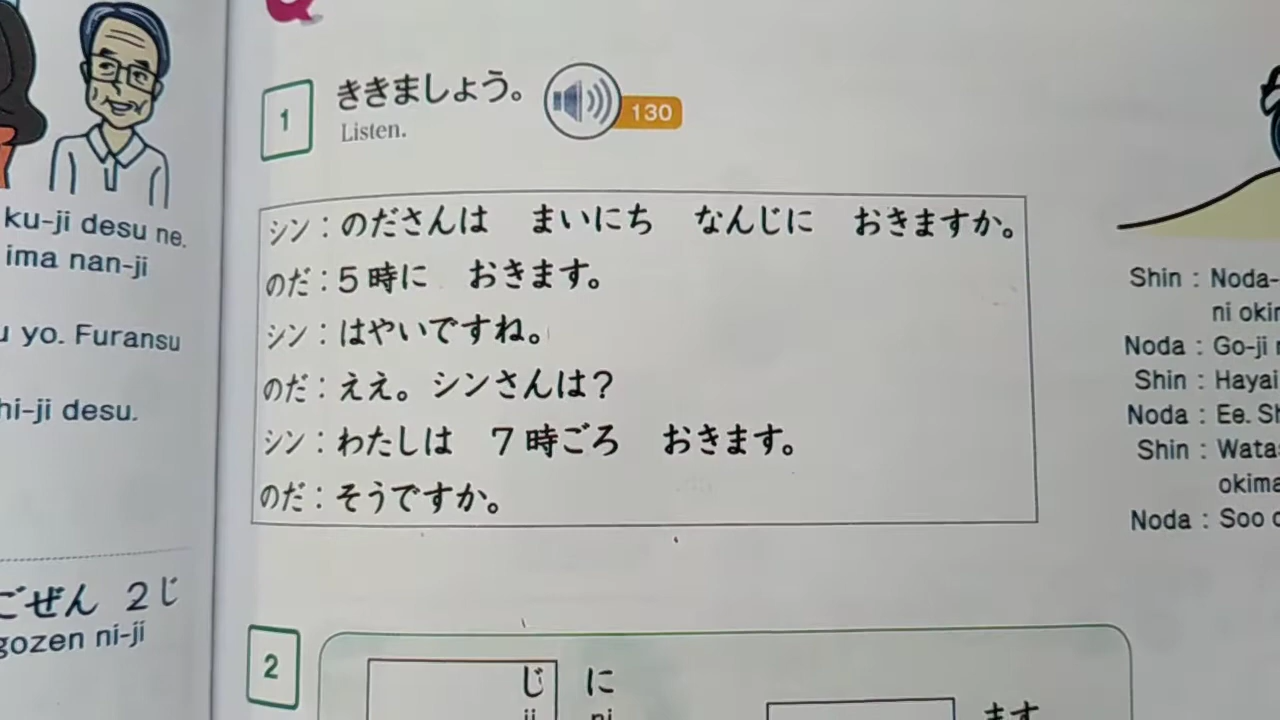 ku-ji desu ne.
ima nan-ji
yo. Furansu
hi-ji desu.
ごぜん 2じ
gozen ni-ji
1 ききましょう。 130
Listen.
シン：のださんは まいにち なんじに おきますか。
のだ：5時に おきます。
シン：はやいですね。
のだ：ええ。シンさんは？
シン：わたしは 7時ごろ おきます。
のだ：そうですか。
Shin : Noda-
ni
Noda : Go-ji
Shin : Hayai
Noda : Ee.
Shin :
Noda : Soo
2
じ に
ji ni
ます